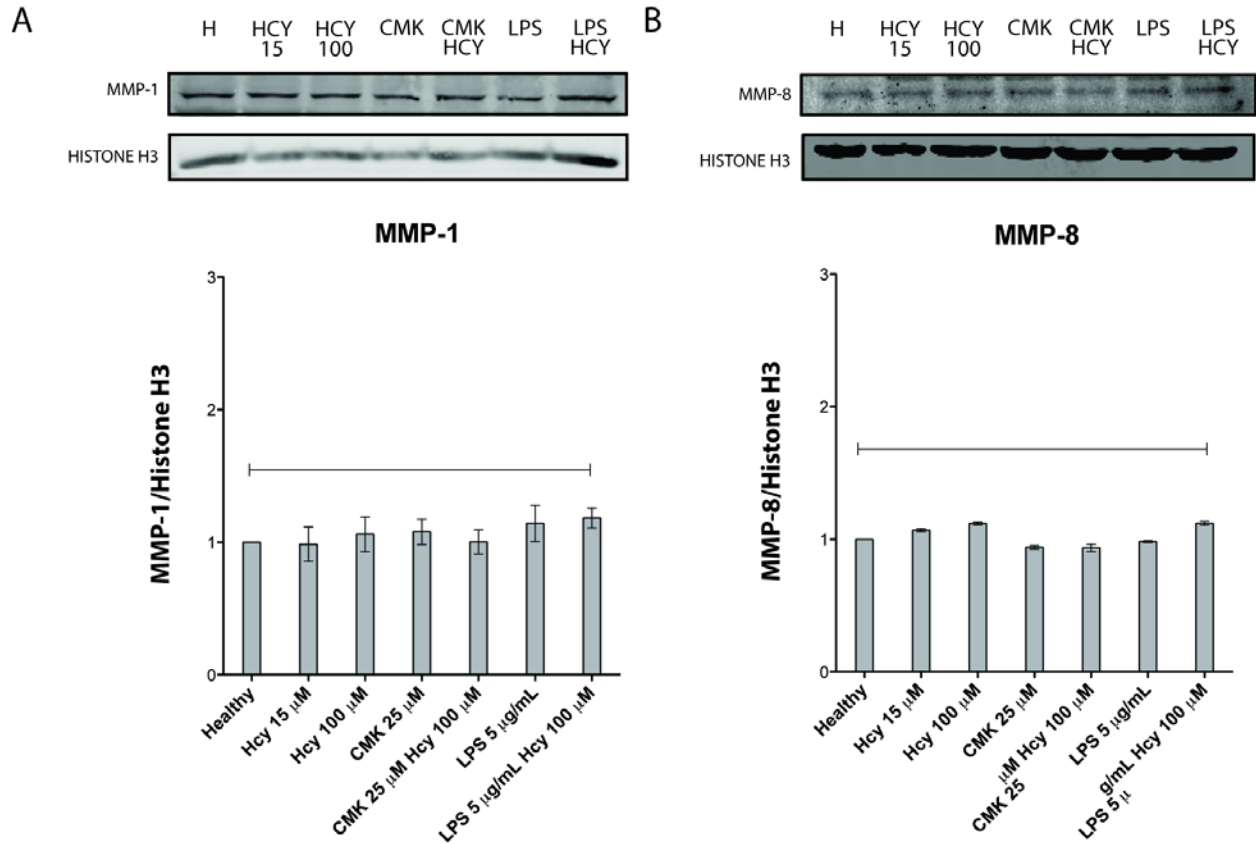 A
H HCY 15 HCY 100 CMK CMK HCY LPS LPS HCY
MMP-1
HISTONE H3
MMP-1
3
2
1
0
MMP-1/Histone H3
Healthy
Hcy 15 μM
Hcy 100 μM
CMK 25 μM
CMK 25 μM Hcy 100 μM
LPS 5 μg/mL
LPS 5 μg/mL Hcy 100 μM
B
H HCY 15 HCY 100 CMK CMK HCY LPS LPS HCY
MMP-8
HISTONE H3
MMP-8
3
2
1
0
MMP-8/Histone H3
Healthy
Hcy 15 μM
Hcy 100 μM
CMK 25 μM
μM Hcy 100 μM
CMK 25
LPS 5 μg/mL
g/mL Hcy 100 μM
LPS 5 μ